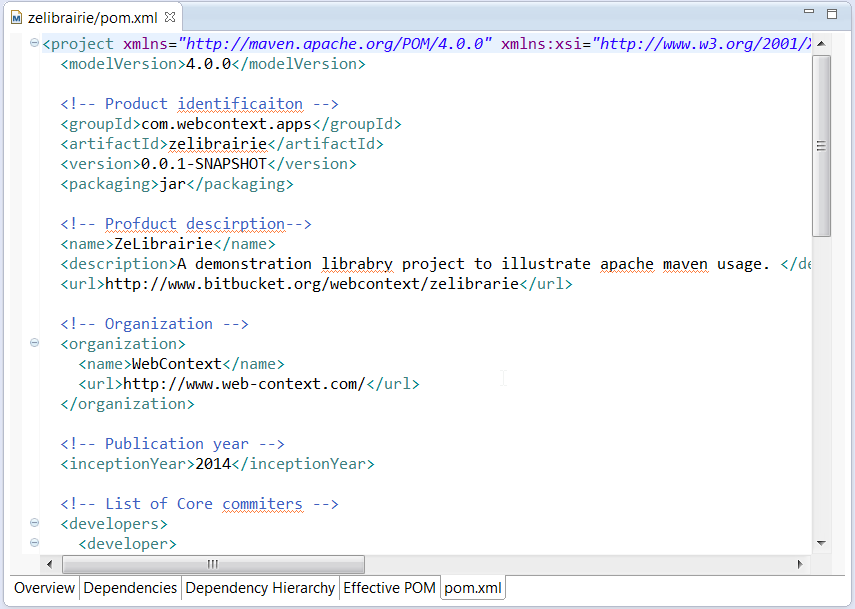 zelibrairie/pom.xml
<project xmlns="http://maven.apache.org/POM/4.0.0" xmlns:xsi="http://www.w3.org/2001/
<modelVersion>4.0.0</modelVersion>
<!-- Product identificaiton -->
<groupId>com.webcontext.apps</groupId>
<artifactId>zelibrairie</artifactId>
<version>0.0.1-SNAPSHOT</version>
<packaging>jar</packaging>
<!-- Profduct descirption-->
<name>ZeLibrairie</name>
<description>A demonstration librabry project to illustrate apache maven usage. </de
<url>http://www.bitbucket.org/webcontext/zelibrarie</url>
<!-- Organization -->
<organization>
<name>WebContext</name>
<url>http://www.web-context.com/</url>
</organization>
<!-- Publication year -->
<inceptionYear>2014</inceptionYear>
<!-- List of Core commiters -->
<developers>
<developer>
Overview Dependencies Dependency Hierarchy Effective POM pom.xml